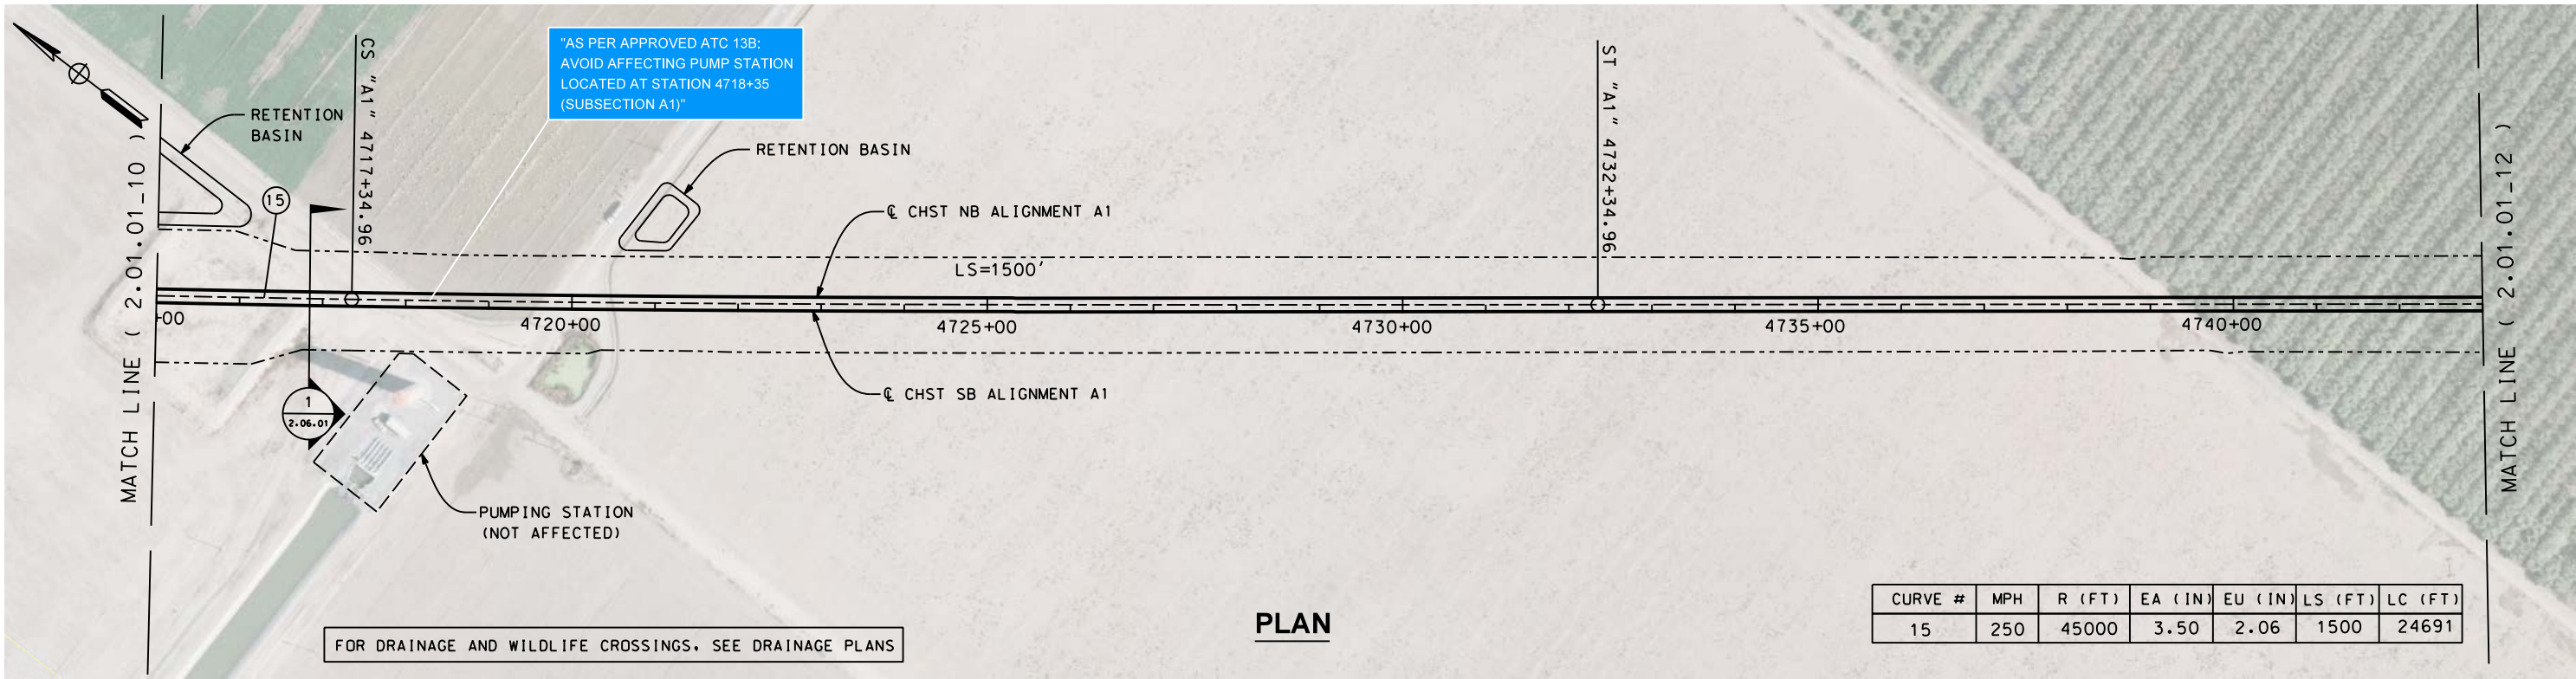 MATCH LINE ( 2.01.01_10 )
RETENTION
BASIN
15
CS "A1" 4717+34.96
"AS PER APPROVED ATC 13B:
AVOID AFFECTING PUMP STATION
LOCATED AT STATION 4718+35
(SUBSECTION A1)"
RETENTION BASIN
℄ CHST NB ALIGNMENT A1
LS=1500'
ST "A1" 4732+34.96
MATCH LINE ( 2.01.01_12 )
+00
4720+00
4725+00
4730+00
4735+00
4740+00
℄ CHST SB ALIGNMENT A1
1
2.06.01
PUMPING STATION
(NOT AFFECTED)
FOR DRAINAGE AND WILDLIFE CROSSINGS, SEE DRAINAGE PLANS
PLAN
CURVE # MPH R (FT) EA (IN) EU (IN) LS (FT) LC (FT)
15 250 45000 3.50 2.06 1500 24691